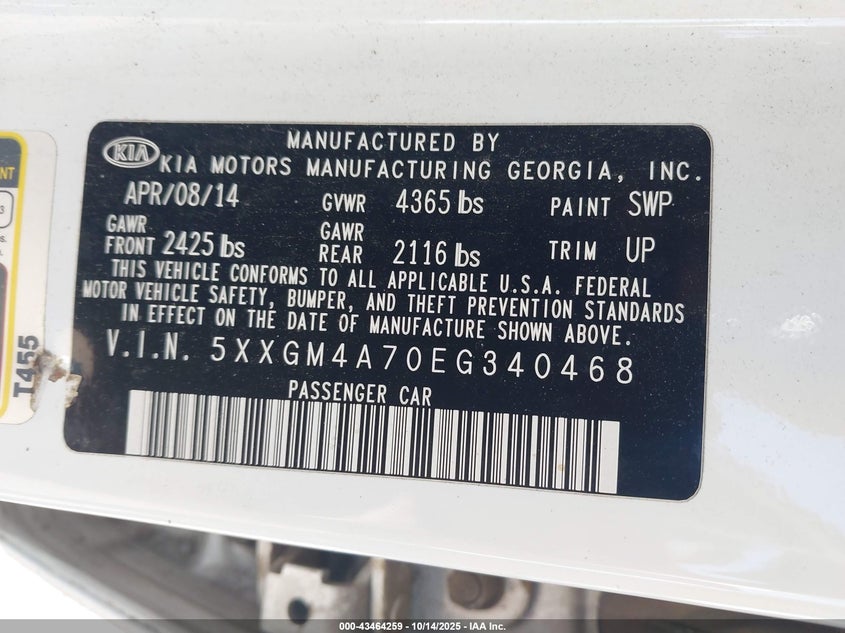 MANUFACTURED BY
KIA KIA MOTORS MANUFACTURING GEORGIA, INC.
APR/08/14 GVWR 4365 lbs PAINT SWP
GAWR FRONT 2425 lbs GAWR REAR 2116 lbs TRIM UP
THIS VEHICLE CONFORMS TO ALL APPLICABLE U.S.A. FEDERAL
MOTOR VEHICLE SAFETY, BUMPER, AND THEFT PREVENTION STANDARDS
IN EFFECT ON THE DATE OF MANUFACTURE SHOWN ABOVE.
V.I.N. 5XXGM4A70EG340468
PASSENGER CAR
NT
3
s.
e.
T455
000-43464259 - 10/14/2025 - IAA Inc.